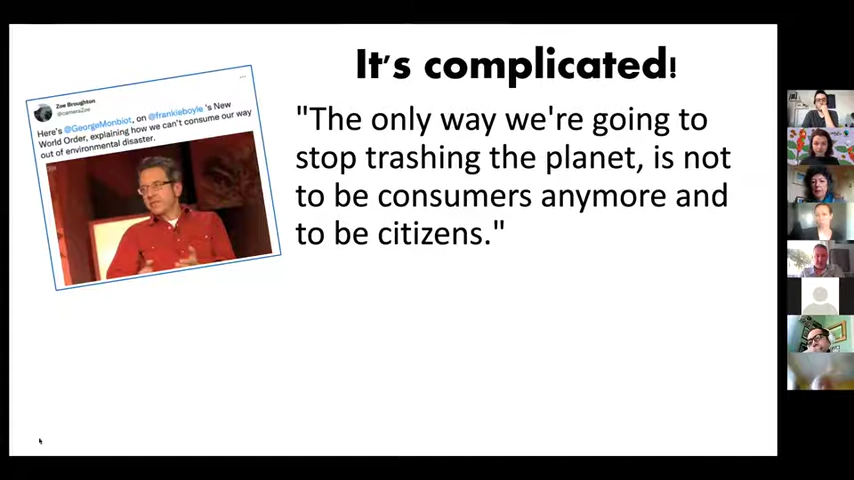 It's complicated!
Zoe Broughton
@cameraZoe
Here's @GeorgeMonbiot, on @frankieboyle 's New
World Order, explaining how we can't consume our way
out of environmental disaster.
"The only way we're going to
stop trashing the planet, is not
to be consumers anymore and
to be citizens."